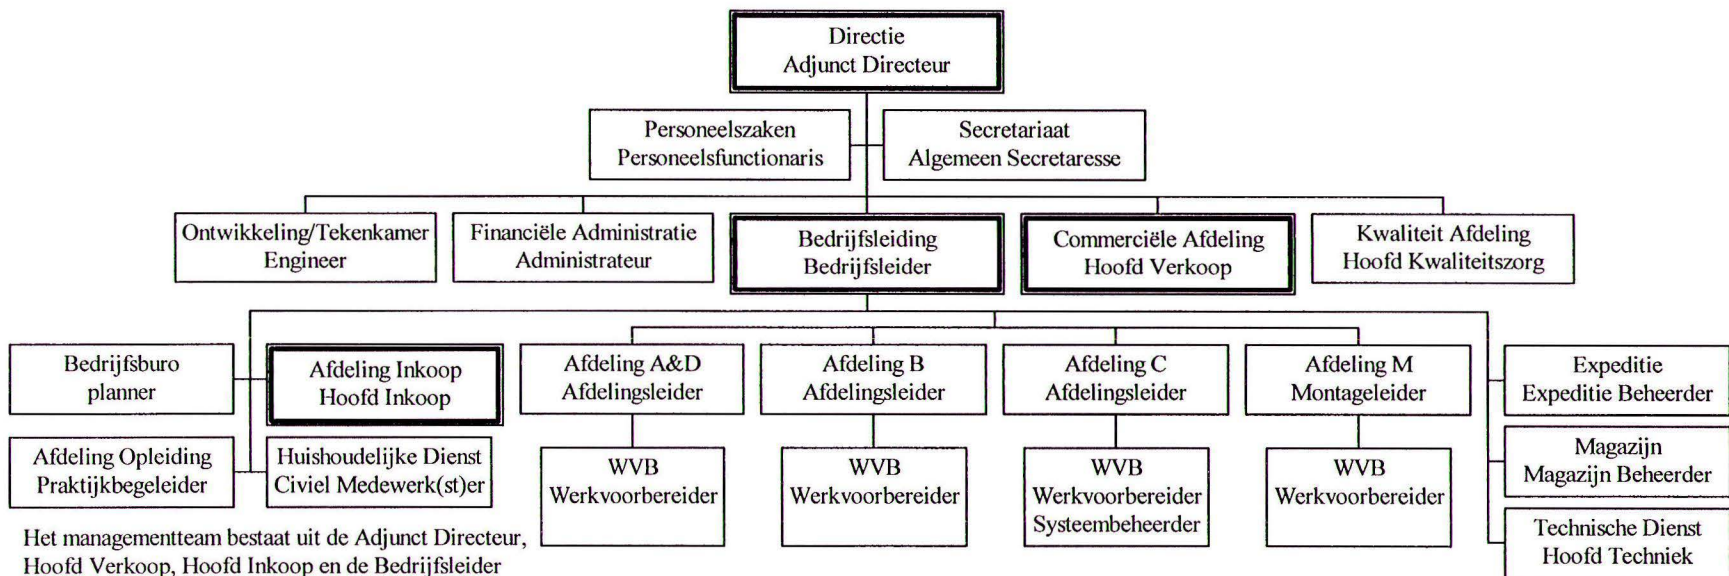 Directie
Adjunct Directeur
Personeelszaken
Personeelsfunctionaris
Secretariaat
Algemeen Secretaresse
Ontwikkeling/Tekenkamer
Engineer
Financiële Administratie
Administrateur
Bedrijfsleiding
Bedrijfsleider
Commerciële Afdeling
Hoofd Verkoop
Kwaliteit Afdeling
Hoofd Kwaliteitszorg
Bedrijfsburo
planner
Afdeling Inkoop
Hoofd Inkoop
Afdeling A&D
Afdelingsleider
Afdeling B
Afdelingsleider
Afdeling C
Afdelingsleider
Afdeling M
Montageleider
Expeditie
Expeditie Beheerder
Afdeling Opleiding
Praktijkbegeleider
Huishoudelijke Dienst
Civiel Medewerk(st)er
WVB
Werkvoorbereider
WVB
Werkvoorbereider
WVB
Werkvoorbereider
Systeembeheerder
WVB
Werkvoorbereider
Magazijn
Magazijn Beheerder
Technische Dienst
Hoofd Techniek
Het managementteam bestaat uit de Adjunct Directeur,
Hoofd Verkoop, Hoofd Inkoop en de Bedrijfsleider